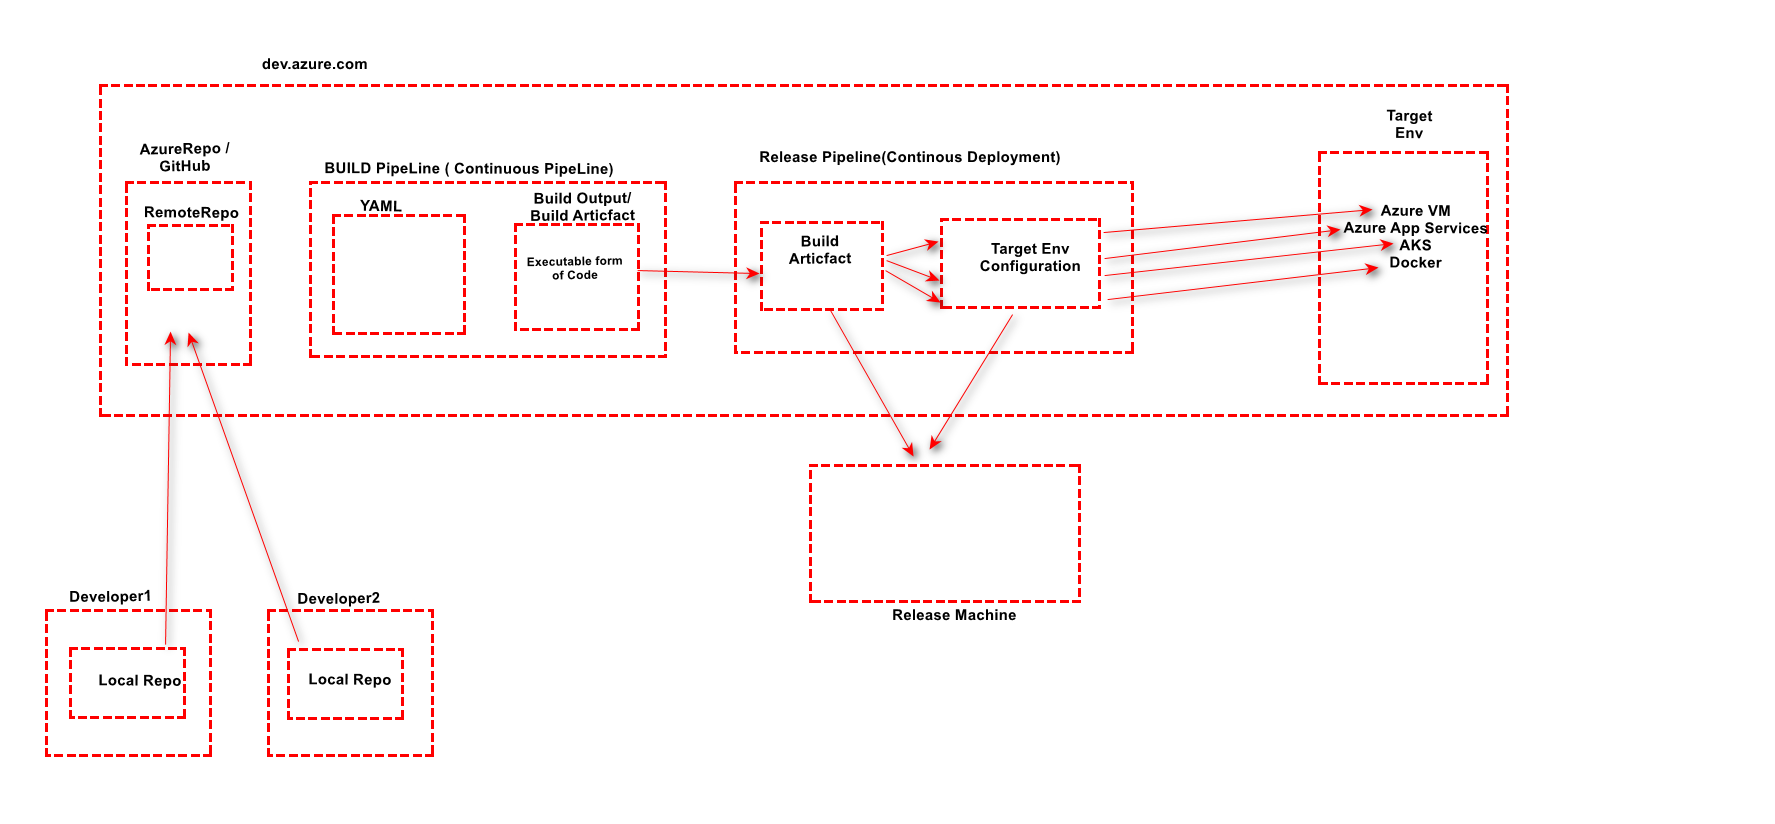 dev.azure.com
AzureRepo /
GitHub
RemoteRepo
BUILD PipeLine ( Continuous PipeLine)
YAML
Build Output/
Build Articfact
Executable form
of Code
Release Pipeline(Continous Deployment)
Build
Articfact
Target Env
Configuration
Target
Env
Azure VM
Azure App Services
AKS
Docker
Release Machine
Developer1
Local Repo
Developer2
Local Repo